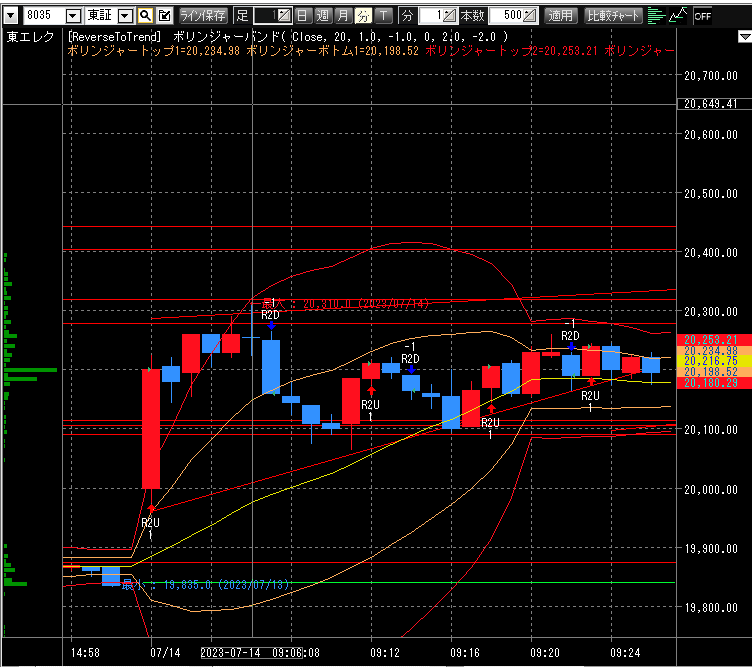 8035 東証 ライン保存 足 1 日 週 月 分 T 分 1 本数 500 適用 比較チャート OFF
東エレク [ReverseToTrend] ボリンジャーバンド( Close, 20, 1.0, -1.0, 0, 2.0, -2.0 )
ボリンジャートップ1=20,234.98 ボリンジャーボトム1=20,198.52 ボリンジャートップ2=20,253.21 ボリンジャー
20,700.00
20,649.41
20,600.00
20,500.00
20,400.00
20,300.00
最大 : 20,310.0 (2023/07/14)
-1
R2D
-1
R2D
-1
R2D
20,253.21
20,234.98
20,216.75
20,198.52
20,180.29
R2U
1
R2U
1
R2U
1
R2U
1
20,100.00
20,000.00
19,900.00
19,800.00
最小 : 19,835.0 (2023/07/13)
14:58 07/14 2023-07-14 09:06 :08 09:12 09:16 09:20 09:24